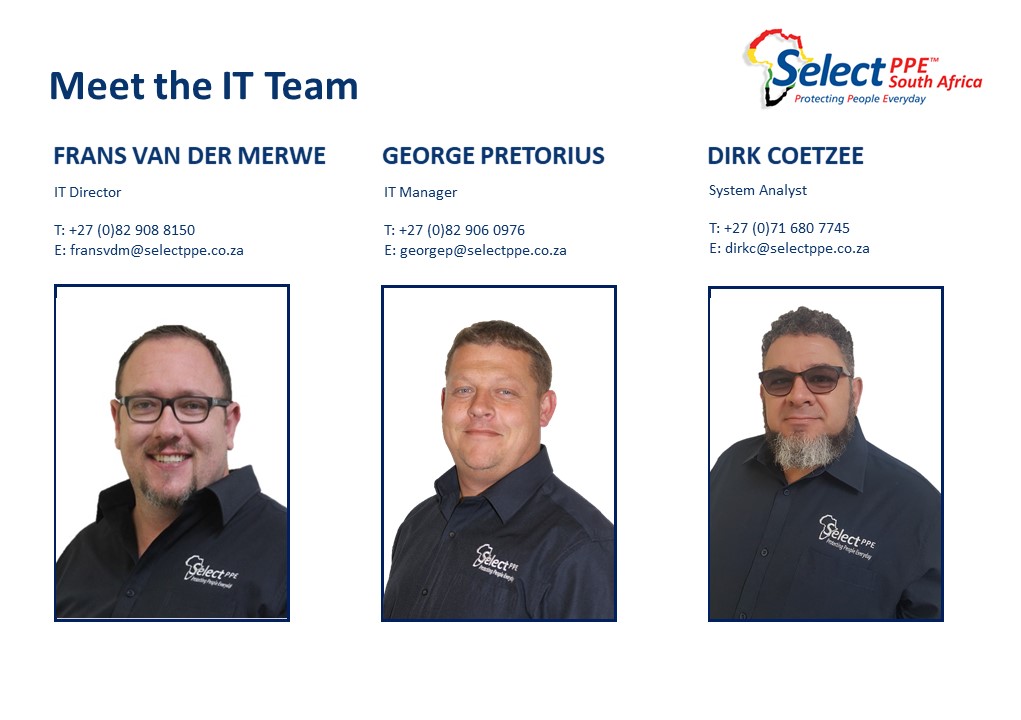 Meet the IT Team
Select PPE™
South Africa
Protecting People Everyday
FRANS VAN DER MERWE
IT Director
T: +27 (0)82 908 8150
E: fransvdm@selectppe.co.za
GEORGE PRETORIUS
IT Manager
T: +27 (0)82 906 0976
E: georgep@selectppe.co.za
DIRK COETZEE
System Analyst
T: +27 (0)71 680 7745
E: dirkc@selectppe.co.za
Select PPE
Protecting People Everyday
Select PPE
Protecting People Everyday
Select PPE
Protecting People Everyday